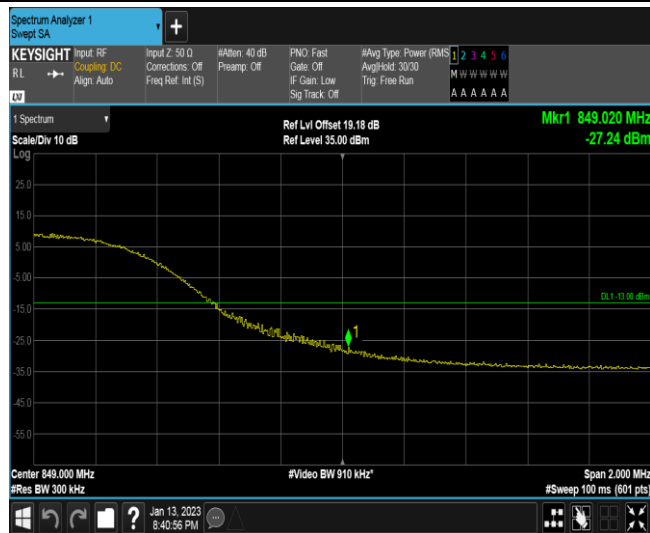 Spectrum Analyzer 1
Swept SA
+
KEYSIGHT
RL
LXI
Input: RF
Coupling: DC
Align: Auto
Input Z: 50 Ω
Corrections: Off
Freq Ref: Int (S)
#Atten: 40 dB
Preamp: Off
PNO: Fast
Gate: Off
IF Gain: Low
Sig Track: Off
#Avg Type: Power (RMS
Avg|Hold: 30/30
Trig: Free Run
1 2 3 4 5 6
M W W W W W
A A A A A A
1 Spectrum
Scale/Div 10 dB
Log
Ref Lvl Offset 19.18 dB
Ref Level 35.00 dBm
Mkr1 849.020 MHz
-27.24 dBm
25.0
15.0
5.00
-5.00
DL1 -13.00 dBm
-15.0
1
-25.0
-35.0
-45.0
-55.0
Center 849.000 MHz
#Res BW 300 kHz
#Video BW 910 kHz*
Span 2.000 MHz
#Sweep 100 ms (601 pts)
?
Jan 13, 2023
8:40:56 PM